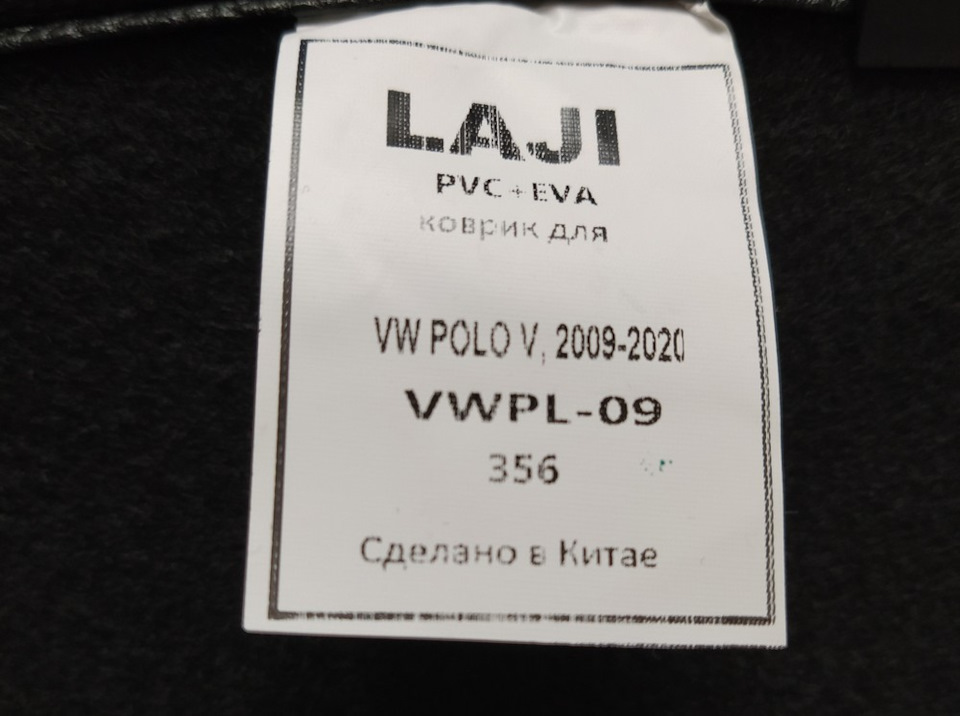 LAJI
PVC+EVA
коврик для
VW POLO V, 2009-2020
VWPL-09
356
Сделано в Китае